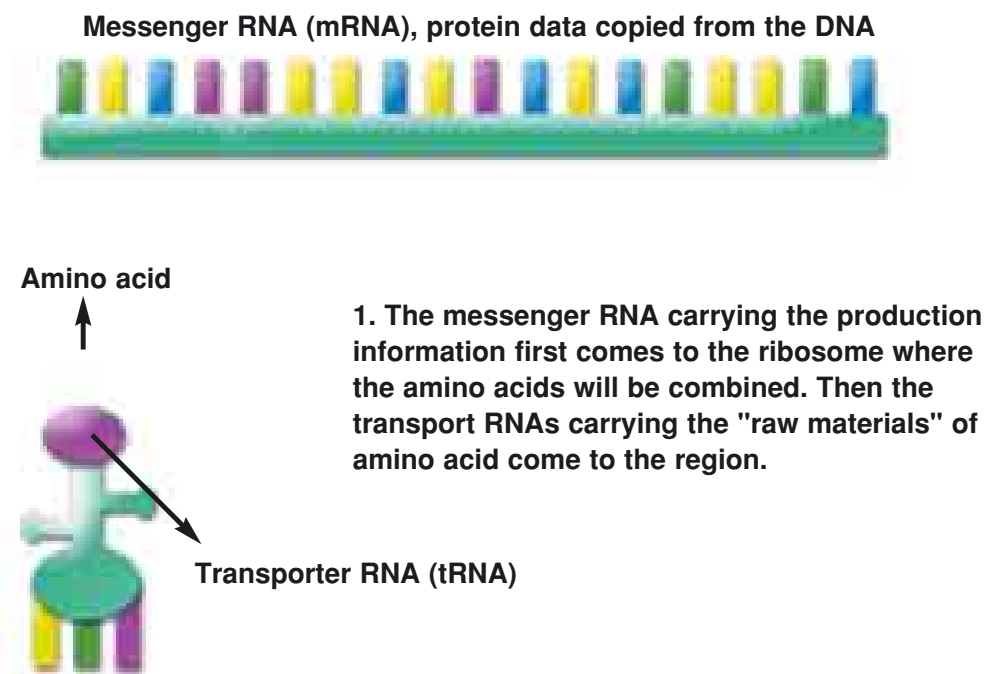 Messenger RNA (mRNA), protein data copied from the DNA
Amino acid
1. The messenger RNA carrying the production
information first comes to the ribosome where
the amino acids will be combined. Then the
transport RNAs carrying the "raw materials" of
amino acid come to the region.
Transporter RNA (tRNA)